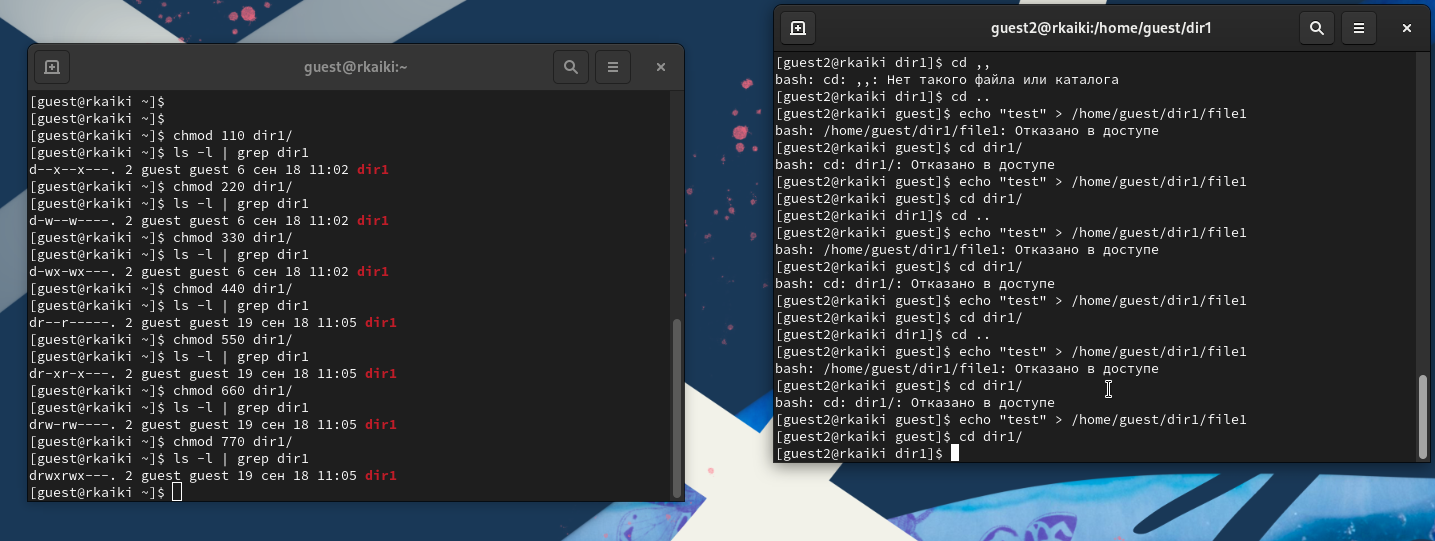 guest@rkaiki:~
[guest@rkaiki ~]$
[guest@rkaiki ~]$
[guest@rkaiki ~]$ chmod 110 dir1/
[guest@rkaiki ~]$ ls -l | grep dir1
d--x--x---. 2 guest guest 6 сен 18 11:02 dir1
[guest@rkaiki ~]$ chmod 220 dir1/
[guest@rkaiki ~]$ ls -l | grep dir1
d-w--w----. 2 guest guest 6 сен 18 11:02 dir1
[guest@rkaiki ~]$ chmod 330 dir1/
[guest@rkaiki ~]$ ls -l | grep dir1
d-wx-wx---. 2 guest guest 6 сен 18 11:02 dir1
[guest@rkaiki ~]$ chmod 440 dir1/
[guest@rkaiki ~]$ ls -l | grep dir1
dr--r-----. 2 guest guest 19 сен 18 11:05 dir1
[guest@rkaiki ~]$ chmod 550 dir1/
[guest@rkaiki ~]$ ls -l | grep dir1
dr-xr-x---. 2 guest guest 19 сен 18 11:05 dir1
[guest@rkaiki ~]$ chmod 660 dir1/
[guest@rkaiki ~]$ ls -l | grep dir1
drw-rw----. 2 guest guest 19 сен 18 11:05 dir1
[guest@rkaiki ~]$ chmod 770 dir1/
[guest@rkaiki ~]$ ls -l | grep dir1
drwxrwx---. 2 guest guest 19 сен 18 11:05 dir1
[guest@rkaiki ~]$
guest2@rkaiki:/home/guest/dir1
[guest2@rkaiki dir1]$ cd ,,
bash: cd: ,,: Нет такого файла или каталога
[guest2@rkaiki dir1]$ cd ..
[guest2@rkaiki guest]$ echo "test" > /home/guest/dir1/file1
bash: /home/guest/dir1/file1: Отказано в доступе
[guest2@rkaiki guest]$ cd dir1/
bash: cd: dir1/: Отказано в доступе
[guest2@rkaiki guest]$ echo "test" > /home/guest/dir1/file1
[guest2@rkaiki guest]$ cd dir1/
[guest2@rkaiki dir1]$ cd ..
[guest2@rkaiki guest]$ echo "test" > /home/guest/dir1/file1
bash: /home/guest/dir1/file1: Отказано в доступе
[guest2@rkaiki guest]$ cd dir1/
bash: cd: dir1/: Отказано в доступе
[guest2@rkaiki guest]$ echo "test" > /home/guest/dir1/file1
[guest2@rkaiki guest]$ cd dir1/
[guest2@rkaiki dir1]$ cd ..
[guest2@rkaiki guest]$ echo "test" > /home/guest/dir1/file1
bash: /home/guest/dir1/file1: Отказано в доступе
[guest2@rkaiki guest]$ cd dir1/
bash: cd: dir1/: Отказано в доступе
[guest2@rkaiki guest]$ echo "test" > /home/guest/dir1/file1
[guest2@rkaiki guest]$ cd dir1/
[guest2@rkaiki dir1]$